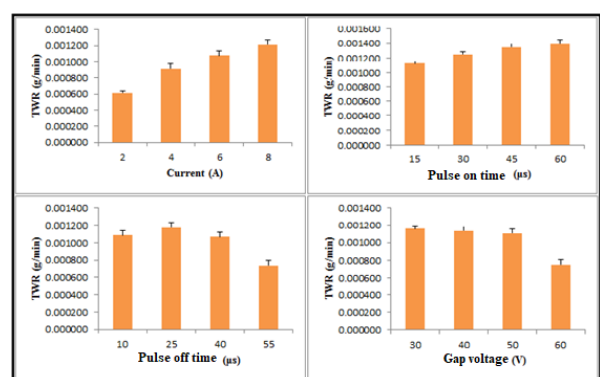 TWR (g/min)
0.001400
0.001200
0.001000
0.000800
0.000600
0.000400
0.000200
0.000000
2 4 6 8
Current (A)
TWR (g/min)
0.001600
0.001400
0.001200
0.001000
0.000800
0.000600
0.000400
0.000200
0.000000
15 30 45 60
Pulse on time (µs)
TWR (g/min)
0.001400
0.001200
0.001000
0.000800
0.000600
0.000400
0.000200
0.000000
10 25 40 55
Pulse off time (µs)
TWR (g/min)
0.001400
0.001200
0.001000
0.000800
0.000600
0.000400
0.000200
0.000000
30 40 50 60
Gap voltage (V)